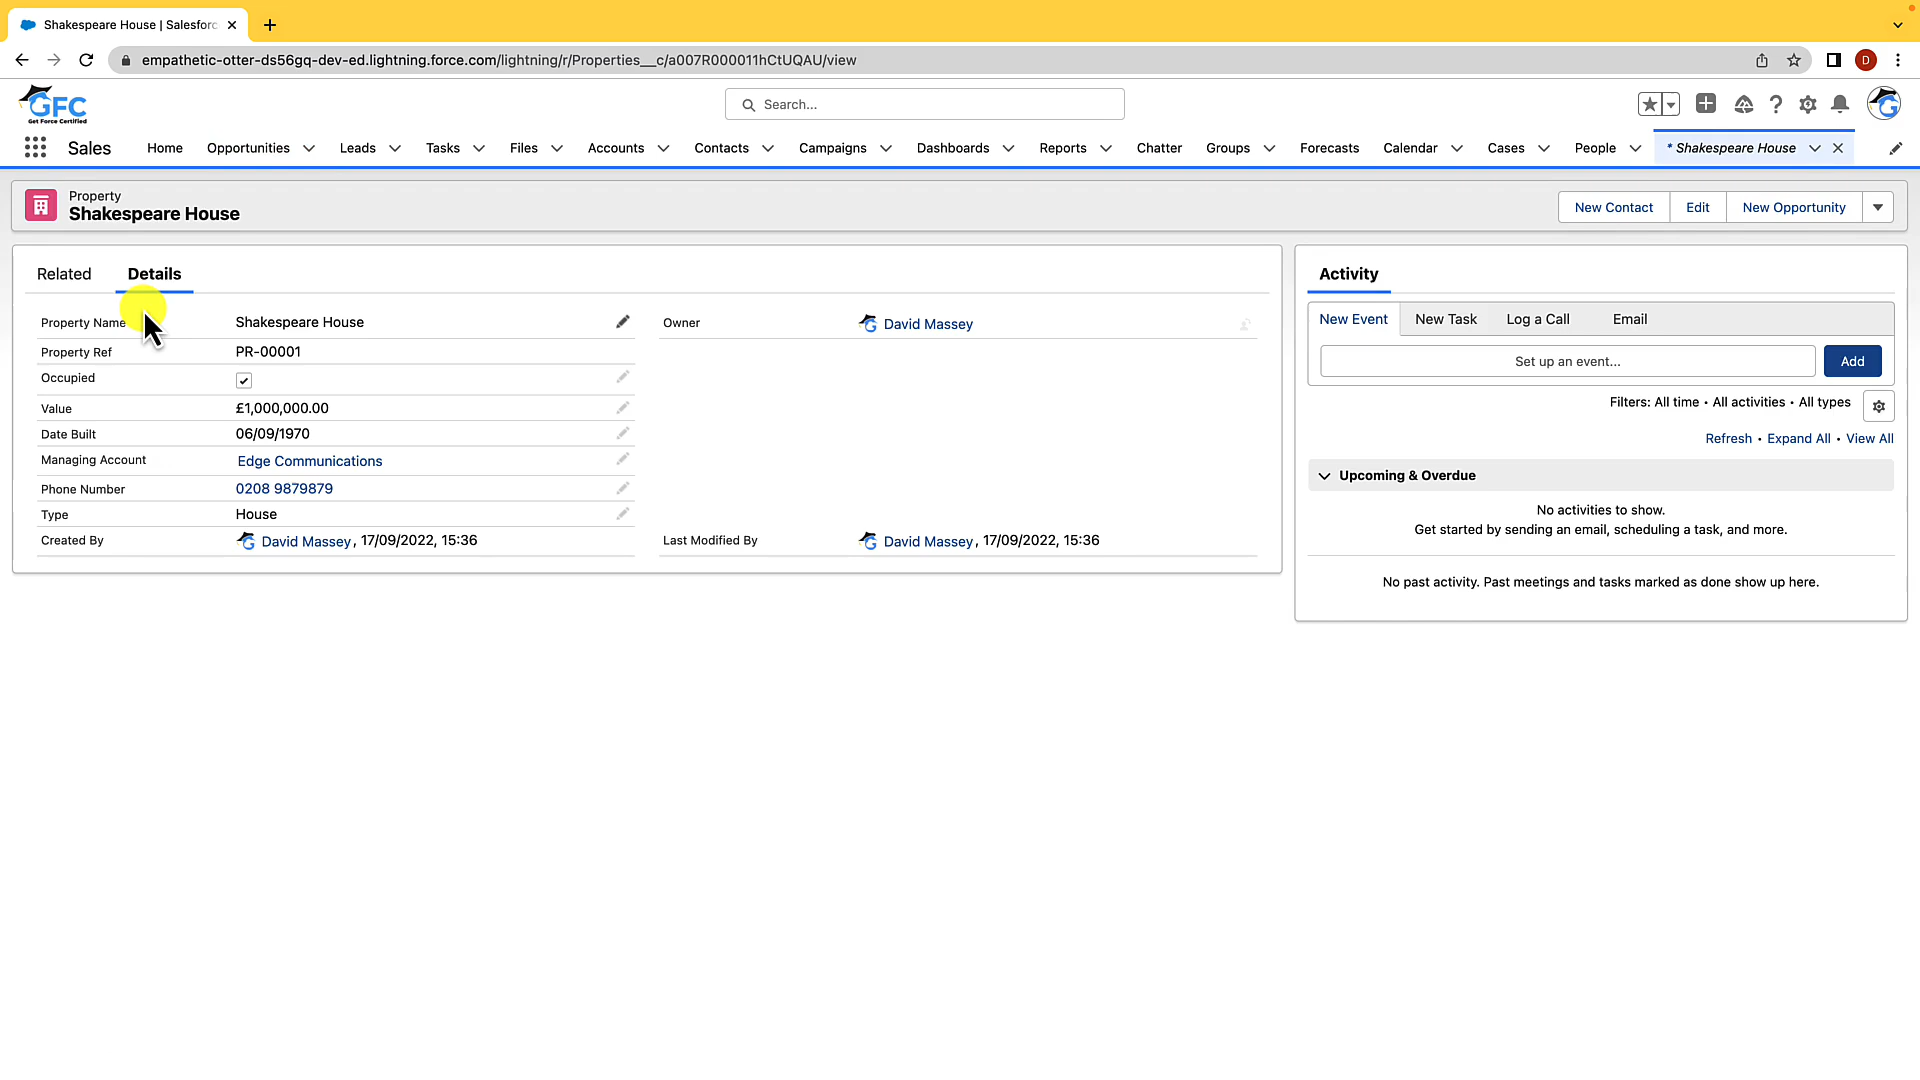 Shakespeare House | Salesforc
empathetic-otter-ds56gq-dev-ed.lightning.force.com/lightning/r/Properties__c/a007R000011hCtUQAU/view
D
GFC
Get Force Certified
Search...
Sales
Home Opportunities Leads Tasks Files Accounts Contacts Campaigns Dashboards Reports Chatter Groups Forecasts Calendar Cases People * Shakespeare House
Property
Shakespeare House
New Contact Edit New Opportunity
Related Details
Property Name Shakespeare House
Owner David Massey
Property Ref PR-00001
Occupied
Value £1,000,000.00
Date Built 06/09/1970
Managing Account Edge Communications
Phone Number 0208 9879879
Type House
Created By David Massey, 17/09/2022, 15:36
Last Modified By David Massey, 17/09/2022, 15:36
Activity
New Event New Task Log a Call Email
Set up an event... Add
Filters: All time • All activities • All types
Refresh • Expand All • View All
Upcoming & Overdue
No activities to show.
Get started by sending an email, scheduling a task, and more.
No past activity. Past meetings and tasks marked as done show up here.